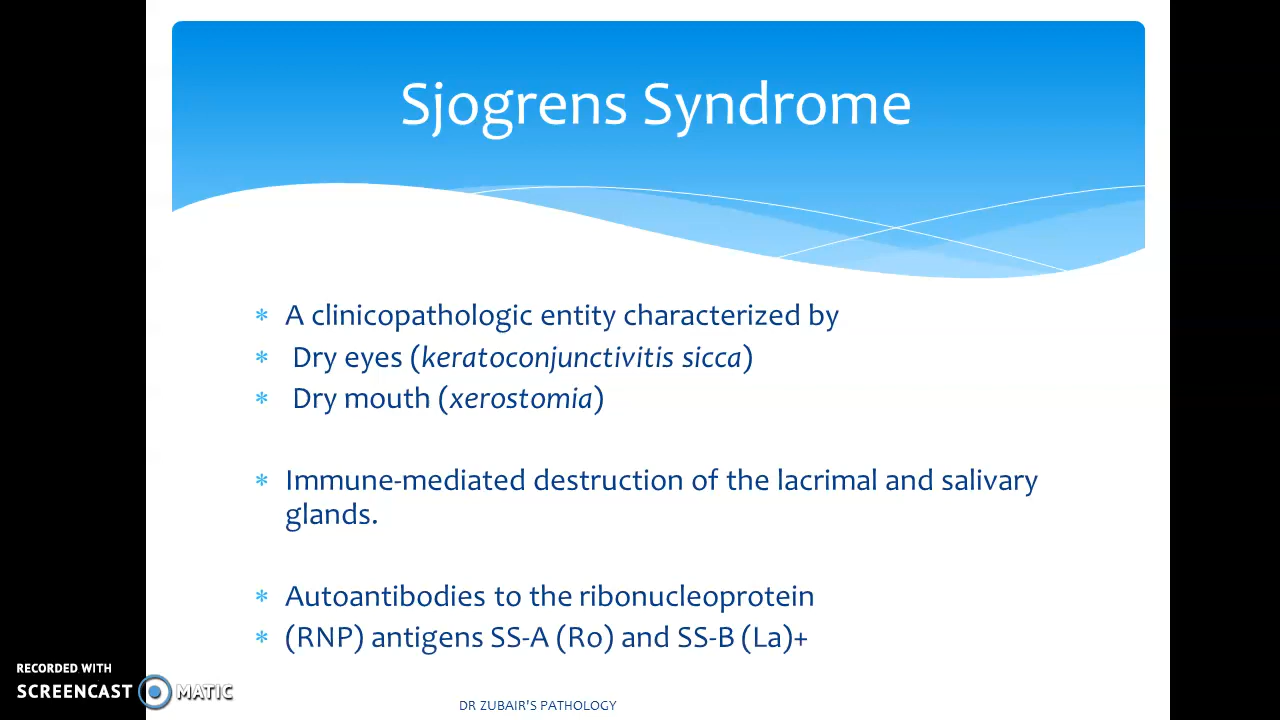 Sjogrens Syndrome
* A clinicopathologic entity characterized by
* Dry eyes (keratoconjunctivitis sicca)
* Dry mouth (xerostomia)
* Immune-mediated destruction of the lacrimal and salivary
glands.
* Autoantibodies to the ribonucleoprotein
* (RNP) antigens SS-A (Ro) and SS-B (La)+
RECORDED WITH
SCREENCAST MATIC
DR ZUBAIR'S PATHOLOGY